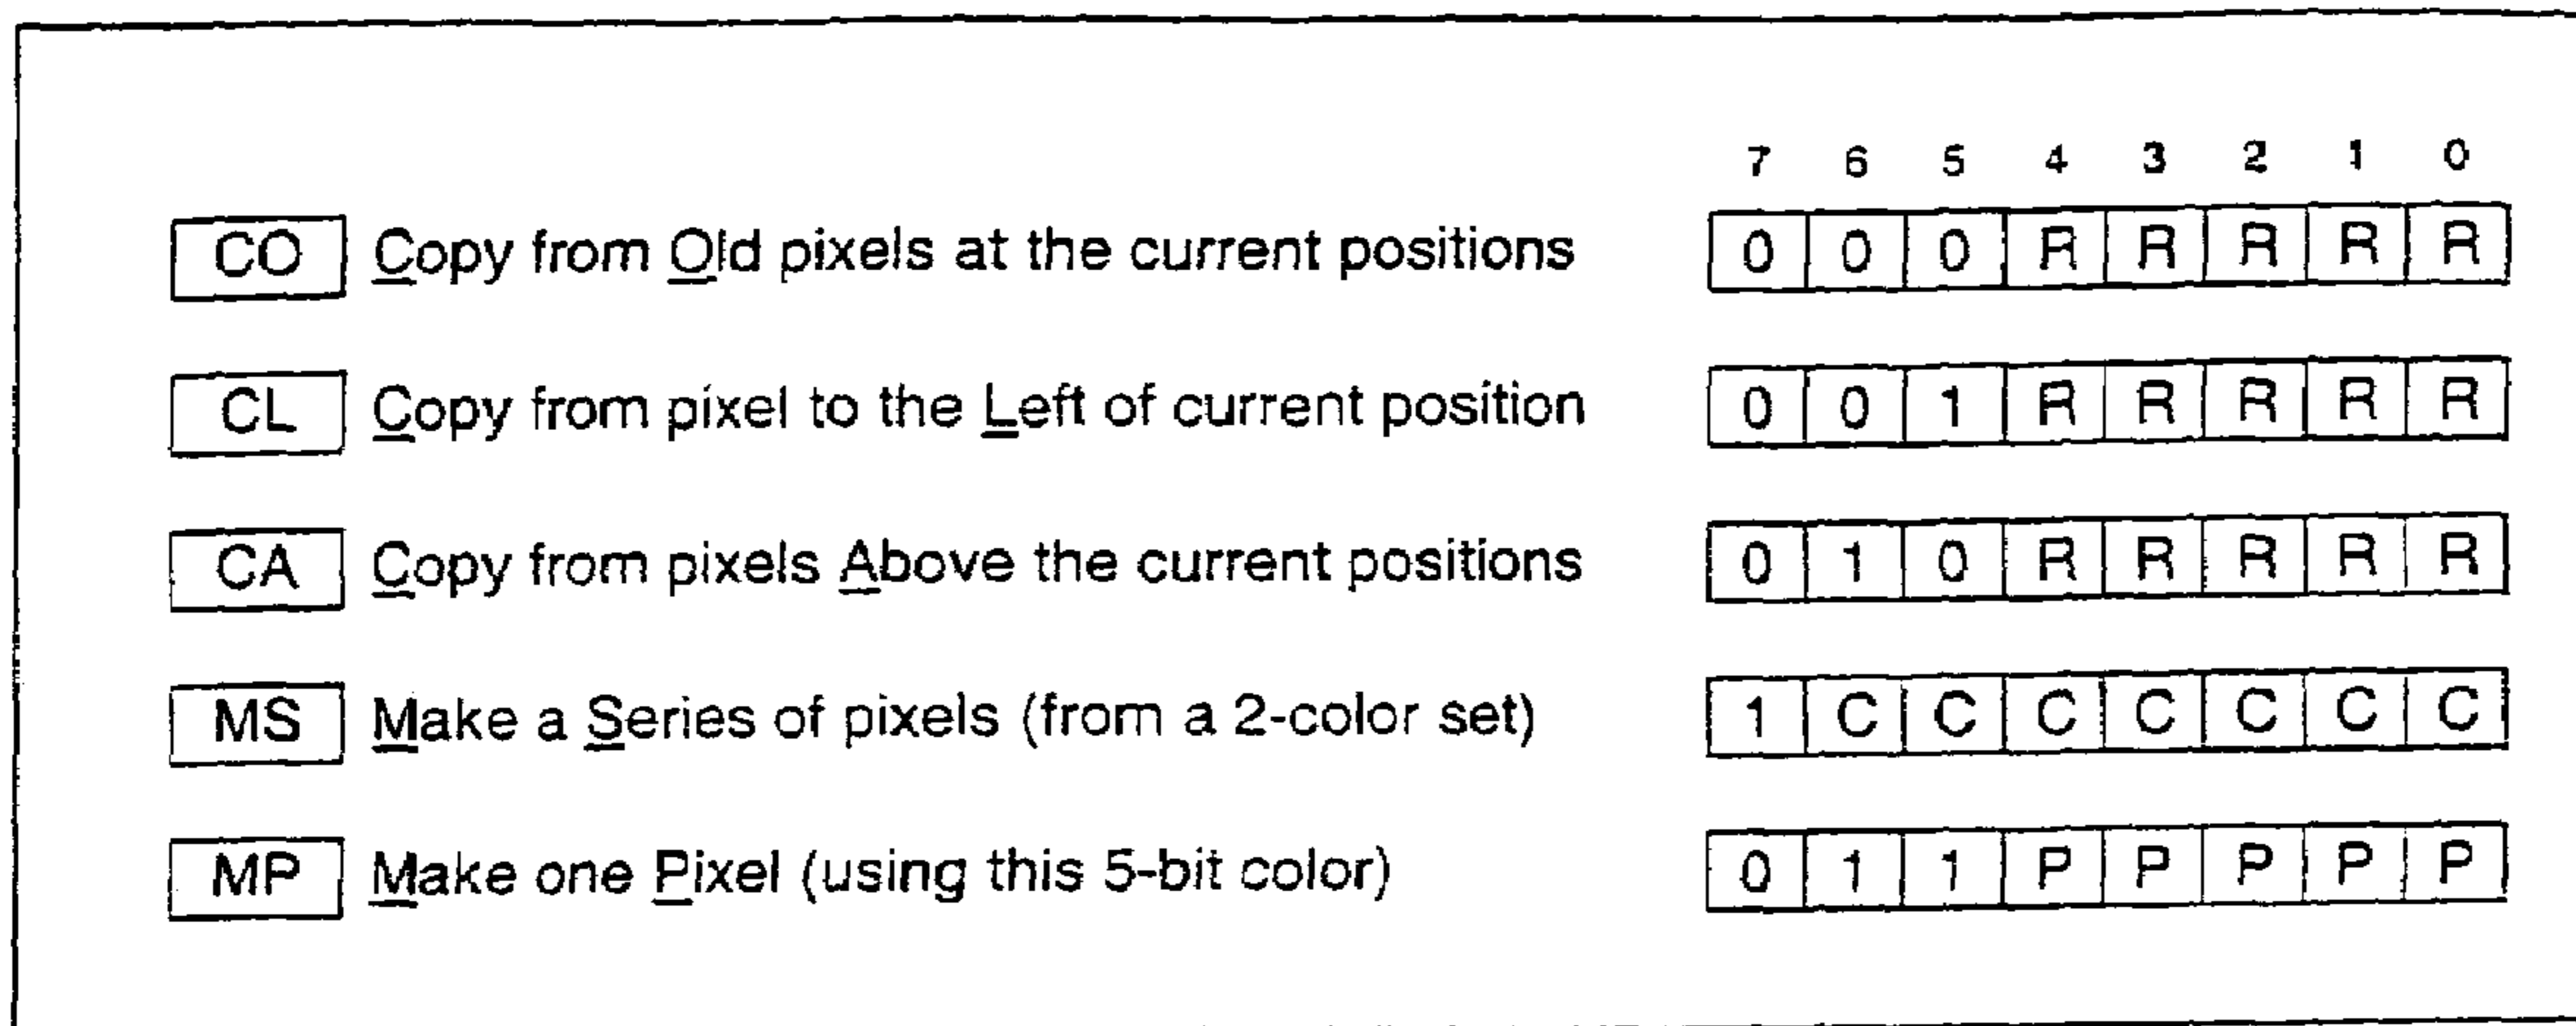 7 6 5 4 3 2 1 0
CO Copy from Old pixels at the current positions 0 0 0 R R R R R
CL Copy from pixel to the Left of current position 0 0 1 R R R R R
CA Copy from pixels Above the current positions 0 1 0 R R R R R
MS Make a Series of pixels (from a 2-color set) 1 C C C C C C C
MP Make one Pixel (using this 5-bit color) 0 1 1 P P P P P